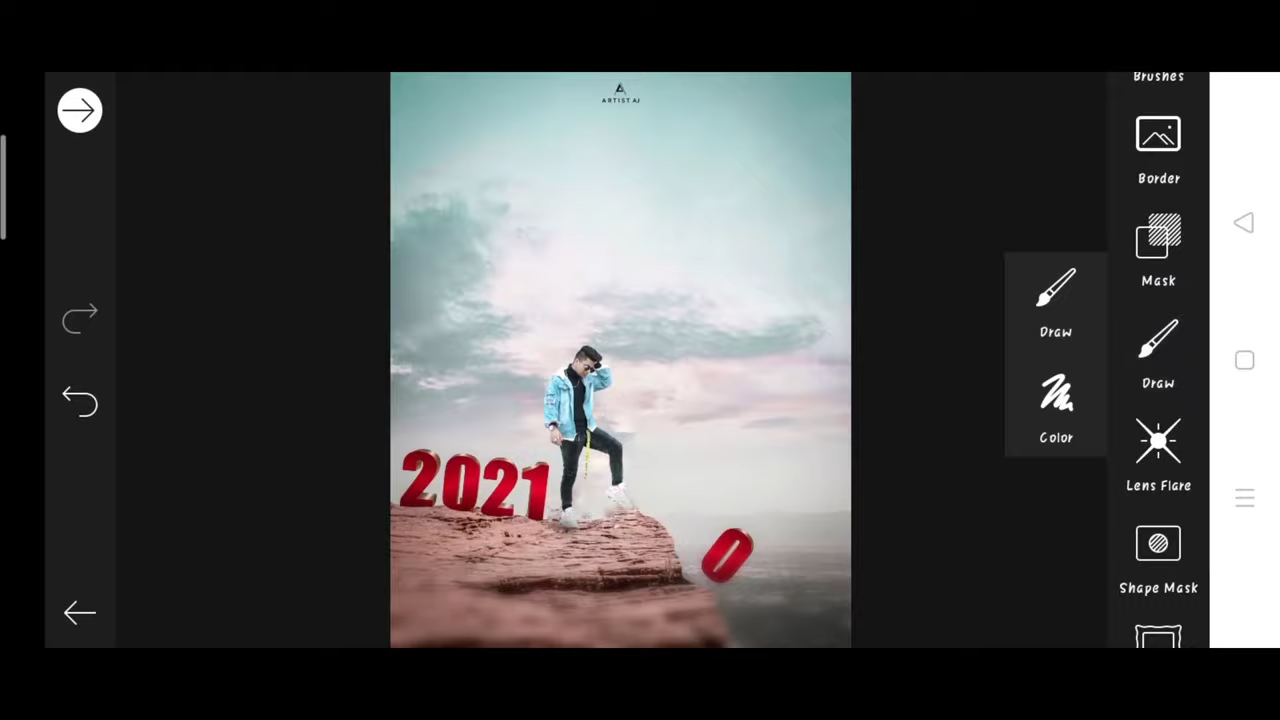 Brushes
ARTIST AJ
Border
Mask
Draw
Draw
Color
Lens Flare
2021
0
Shape Mask